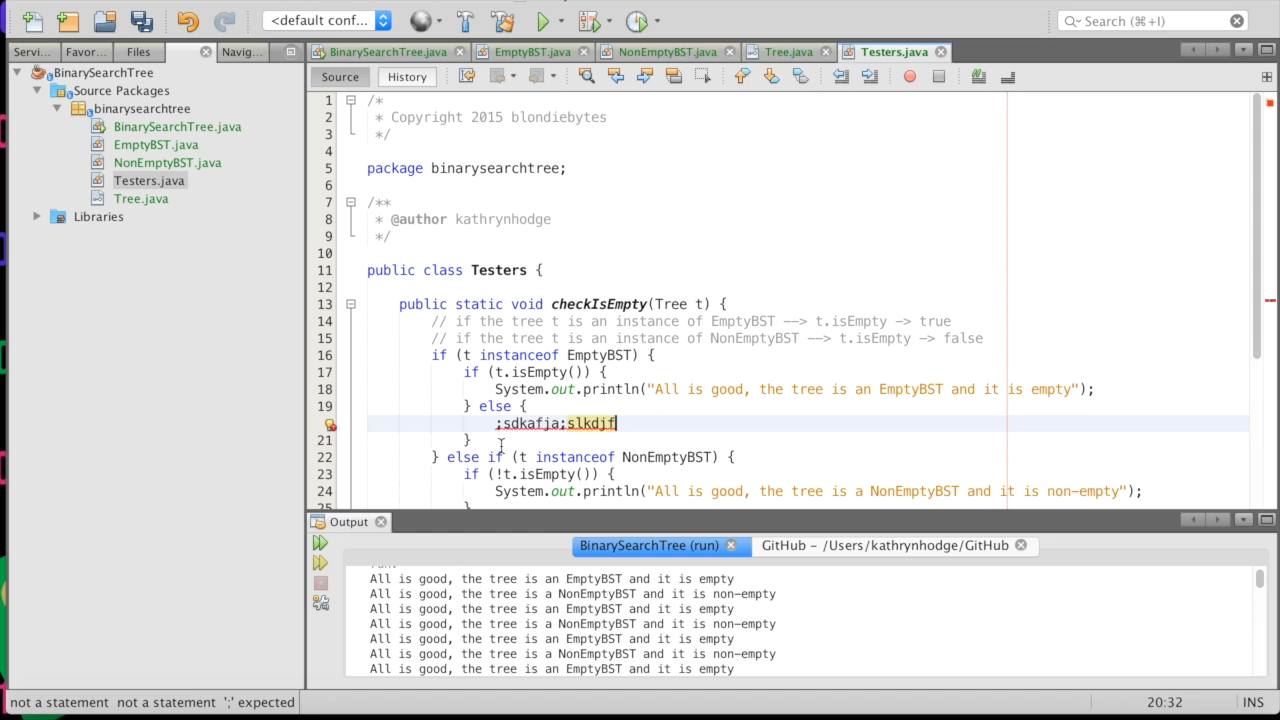 <default conf...
Search (⌘+I)
Servi...
Favor...
Files
Navig...
BinarySearchTree.java
EmptyBST.java
NonEmptyBST.java
Tree.java
Testers.java
Source
History
BinarySearchTree
Source Packages
binarysearchtree
BinarySearchTree.java
EmptyBST.java
NonEmptyBST.java
Testers.java
Tree.java
Libraries
1 /*
2 * Copyright 2015 blondiebytes
3 */
4
5 package binarysearchtree;
6
7 /**
8 * @author kathrynhodge
9 */
10
11 public class Testers {
12
13 public static void checkIsEmpty(Tree t) {
14 // if the tree t is an instance of EmptyBST --> t.isEmpty -> true
15 // if the tree t is an instance of NonEmptyBST --> t.isEmpty -> false
16 if (t instanceof EmptyBST) {
17 if (t.isEmpty()) {
18 System.out.println("All is good, the tree is an EmptyBST and it is empty");
19 } else {
;sdkafja;slkdjf
21 }
22 } else if (t instanceof NonEmptyBST) {
23 if (!t.isEmpty()) {
24 System.out.println("All is good, the tree is a NonEmptyBST and it is non-empty");
25 }
Output
BinarySearchTree (run)
GitHub - /Users/kathrynhodge/GitHub
run:
All is good, the tree is an EmptyBST and it is empty
All is good, the tree is a NonEmptyBST and it is non-empty
All is good, the tree is an EmptyBST and it is empty
All is good, the tree is a NonEmptyBST and it is non-empty
All is good, the tree is an EmptyBST and it is empty
All is good, the tree is a NonEmptyBST and it is non-empty
All is good, the tree is an EmptyBST and it is empty
not a statement not a statement ';' expected
20:32
INS